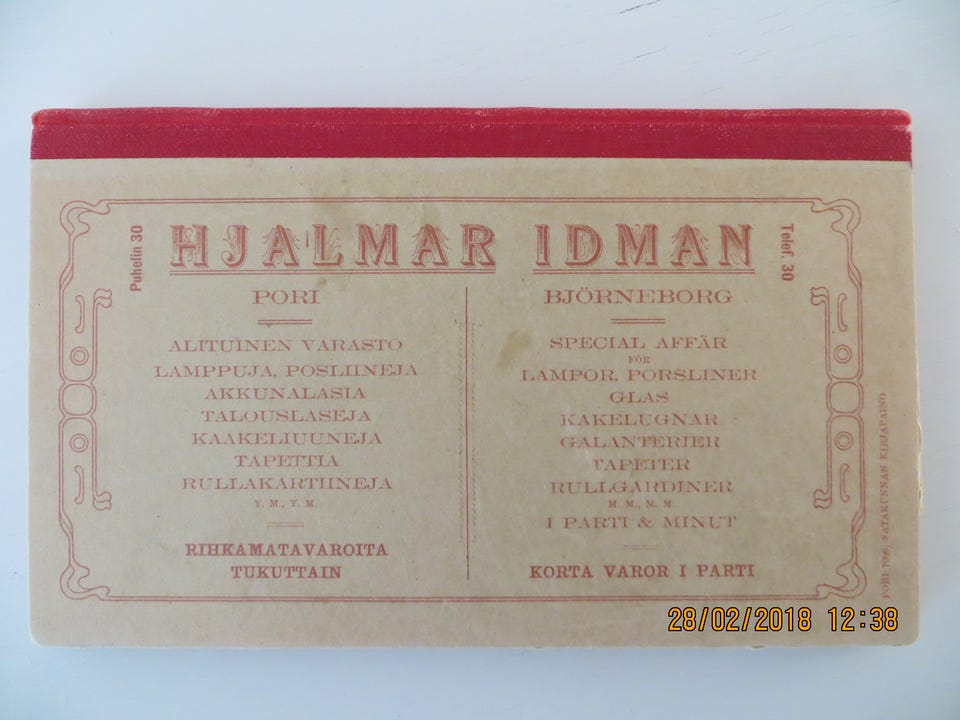 HJALMAR IDMAN
Puhelin 30
PORI
ALITUINEN VARASTO
LAMPPUJA, POSLIINEJA
AKKUNALASIA
TALOUSLASEJA
KAAKELIUUNEJA
TAPETTIA
RULLAKARTIINEJA
Y. M., Y. M.
RIHKAMATAVAROITA
TUKUTTAIN
Telef. 30
BJÖRNEBORG
SPECIAL AFFÄR
FÖR
LAMPOR, PORSLINER
GLAS
KAKELUGNAR
GALANTERIER
TAPETER
RULLGARDINER
M. M., M. M.
I PARTI & MINUT
KORTA VAROR I PARTI
PORI 1906, SATAKUNNAN KIRJAPAINO
28/02/2018 12:38